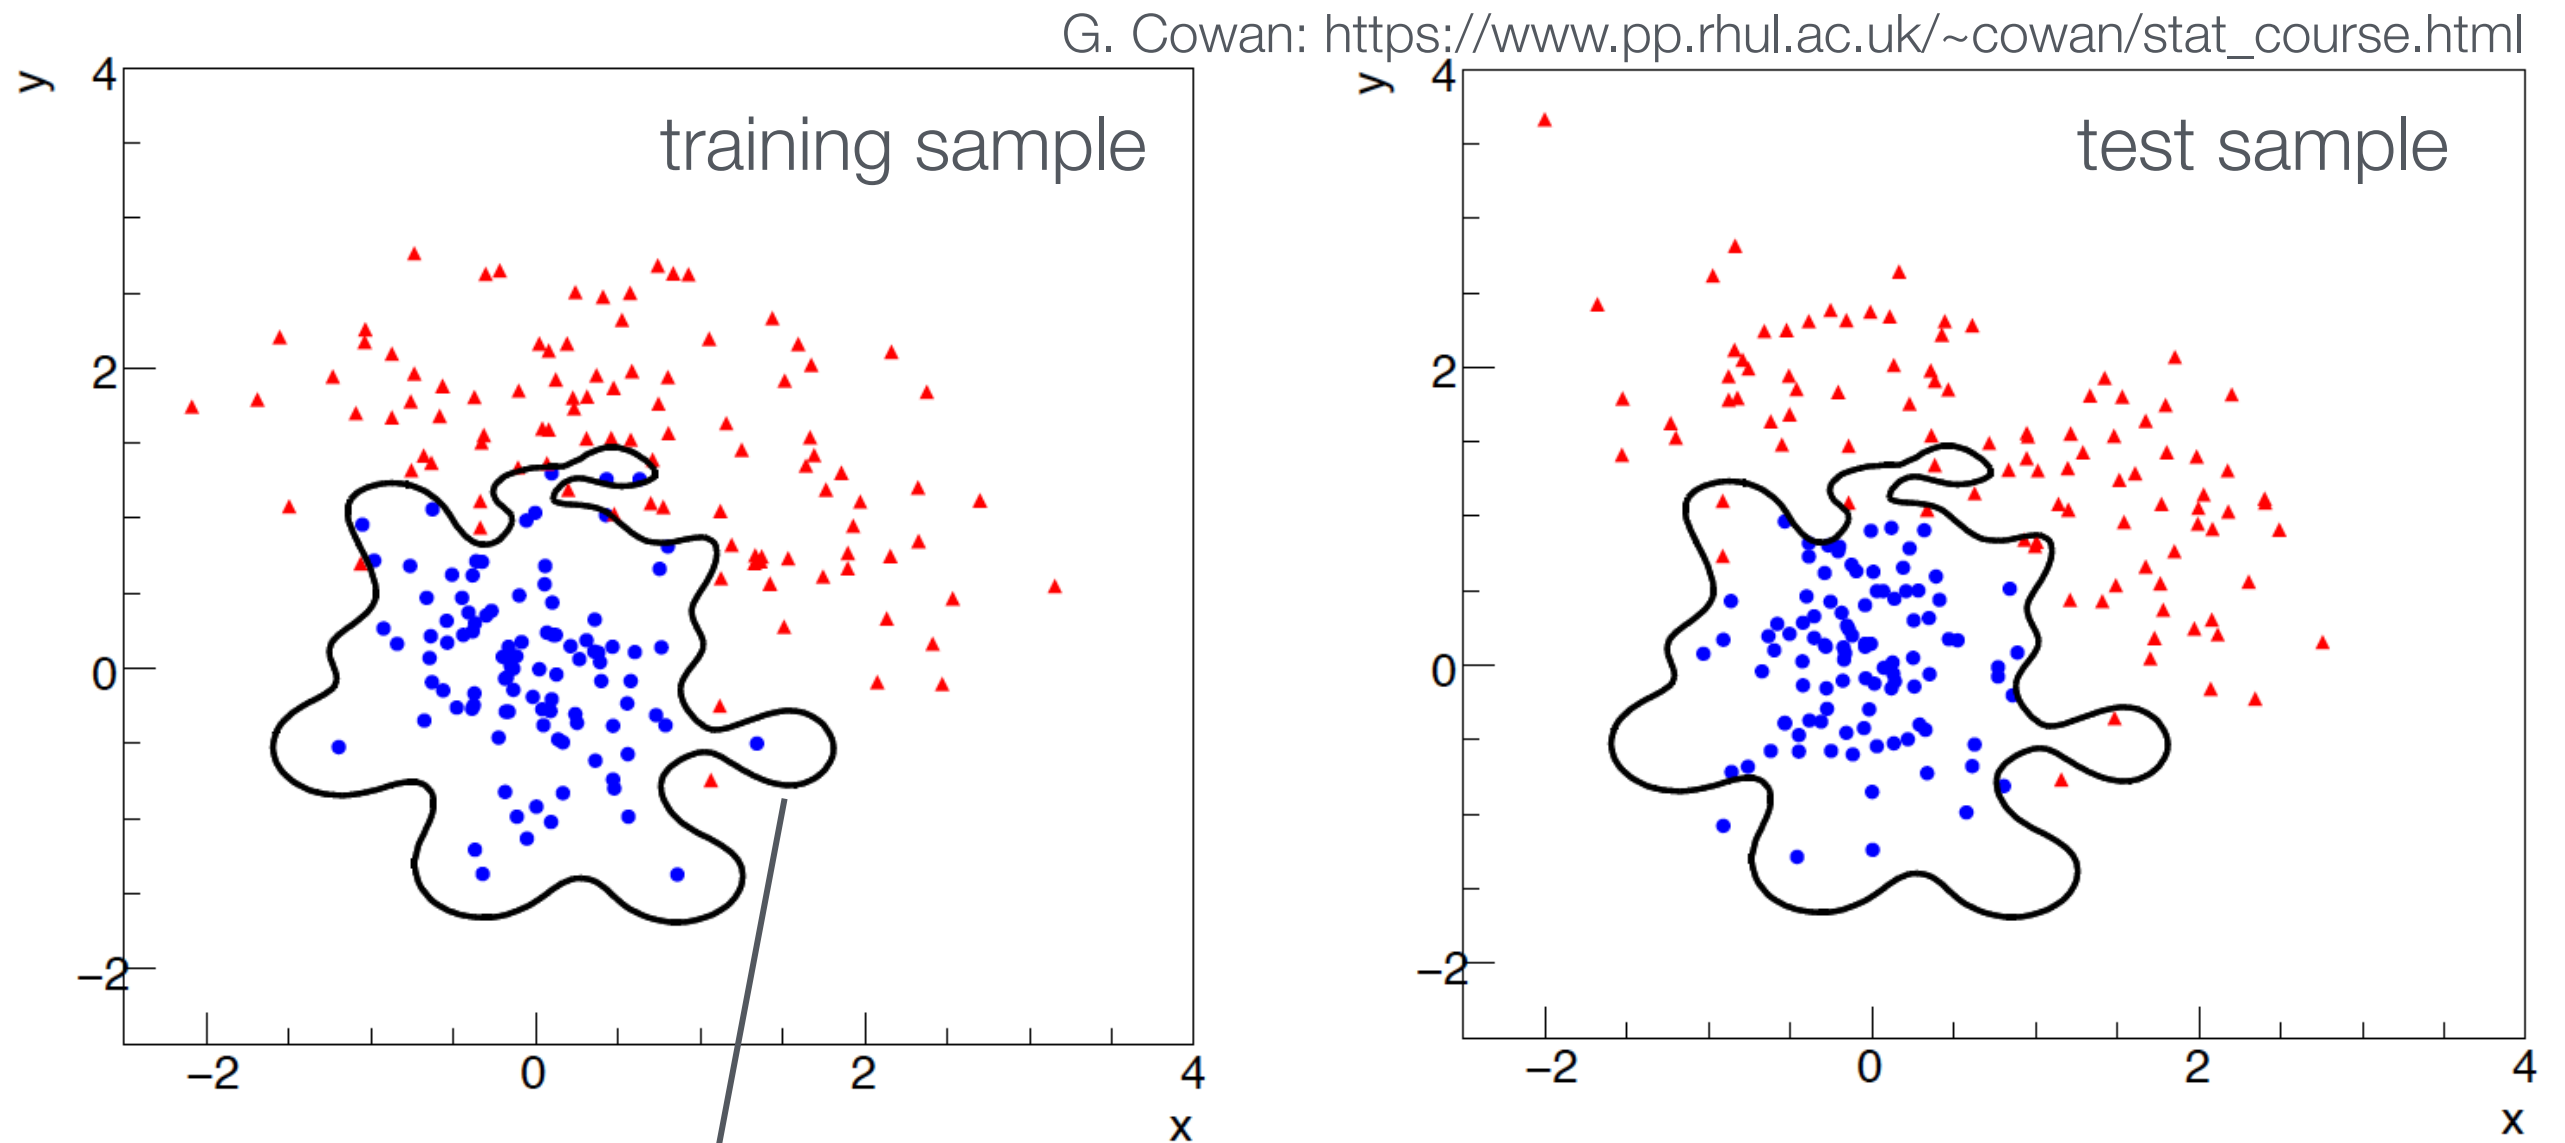 G. Cowan: https://www.pp.rhul.ac.uk/~cowan/stat_course.html
y
4
training sample
2
0
−2
−2
0
2
4
x
y
4
test sample
2
0
−2
−2
0
2
4
x